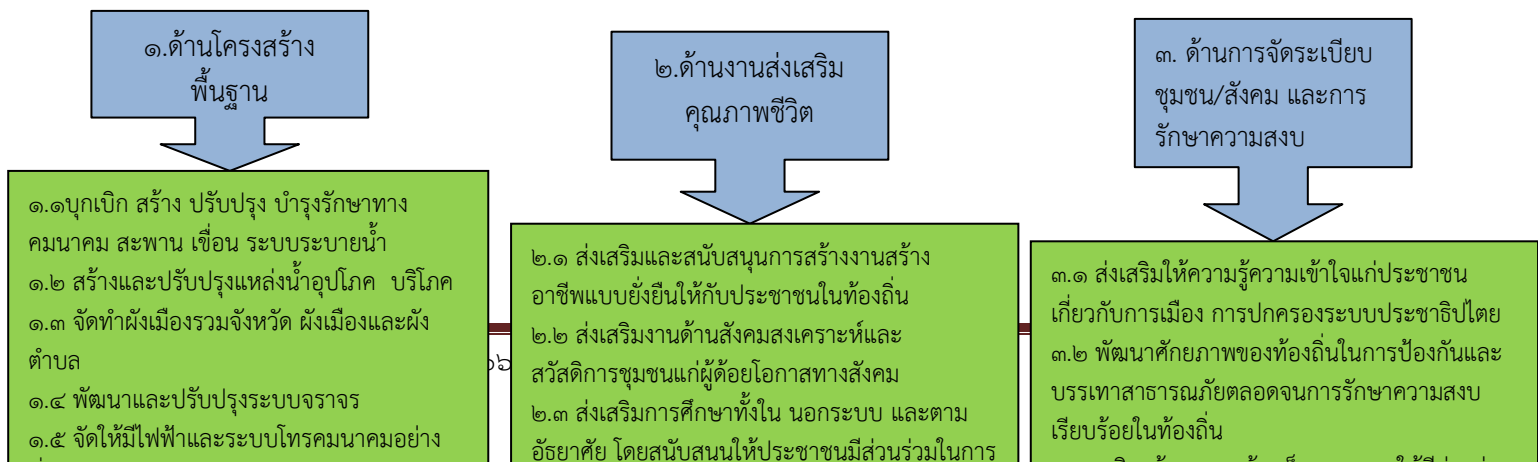 ๑.ด้านโครงสร้าง
พื้นฐาน
๑.๑บุกเบิก สร้าง ปรับปรุง บำรุงรักษาทาง
คมนาคม สะพาน เขื่อน ระบบระบายน้ำ
๑.๒ สร้างและปรับปรุงแหล่งน้ำอุปโภค บริโภค
๑.๓ จัดทำผังเมืองรวมจังหวัด ผังเมืองและผัง
ตำบล
๑.๔ พัฒนาและปรับปรุงระบบจราจร
๑.๕ จัดให้มีไฟฟ้าและระบบโทรคมนาคมอย่าง
๒.ด้านงานส่งเสริม
คุณภาพชีวิต
๒.๑ ส่งเสริมและสนับสนุนการสร้างงานสร้าง
อาชีพแบบยั่งยืนให้กับประชาชนในท้องถิ่น
๒.๒ ส่งเสริมงานด้านสังคมสงเคราะห์และ
สวัสดิการชุมชนแก่ผู้ด้อยโอกาสทางสังคม
๒.๓ ส่งเสริมการศึกษาทั้งใน นอกระบบ และตาม
อัธยาศัย โดยสนับสนุนให้ประชาชนมีส่วนร่วมในการ
๓. ด้านการจัดระเบียบ
ชุมชน/สังคม และการ
รักษาความสงบ
๓.๑ ส่งเสริมให้ความรู้ความเข้าใจแก่ประชาชน
เกี่ยวกับการเมือง การปกครองระบบประชาธิปไตย
๓.๒ พัฒนาศักยภาพของท้องถิ่นในการป้องกันและ
บรรเทาสาธารณภัยตลอดจนการรักษาความสงบ
เรียบร้อยในท้องถิ่น